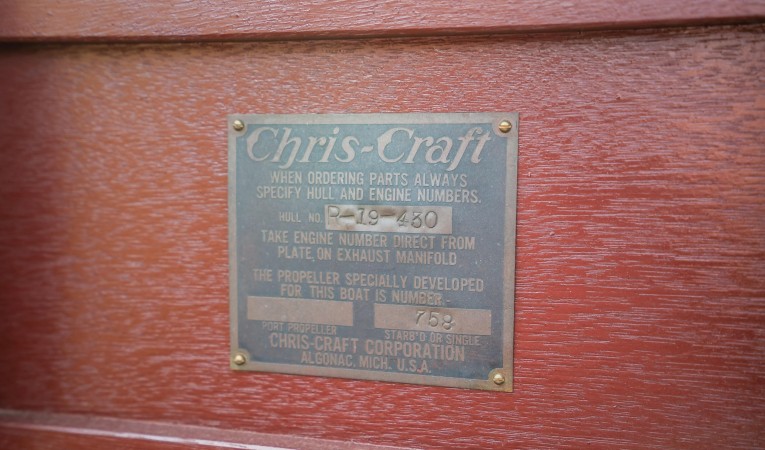 Chris-Craft
WHEN ORDERING PARTS ALWAYS
SPECIFY HULL AND ENGINE NUMBERS.
HULL NO. R-19-430
TAKE ENGINE NUMBER DIRECT FROM
PLATE, ON EXHAUST MANIFOLD
THE PROPELLER SPECIALLY DEVELOPED
FOR THIS BOAT IS NUMBER-
758
PORT PROPELLER STARB'D OR SINGLE
CHRIS-CRAFT CORPORATION
ALGONAC, MICH. U.S.A.